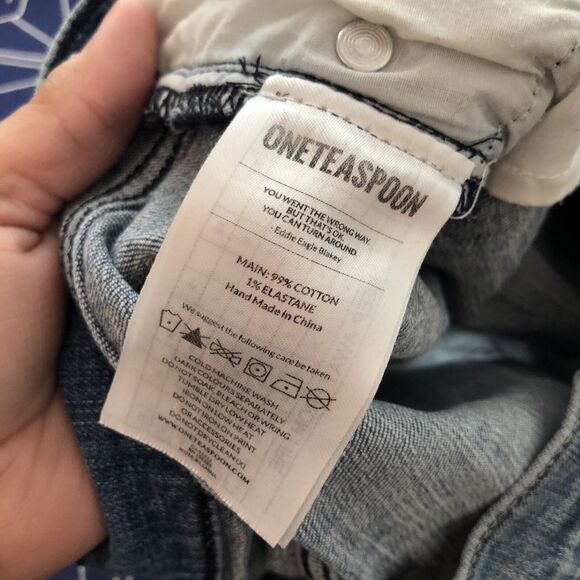 ONETEASPOON
YOU WENT THE WRONG WAY.
BUT THAT'S OK.
YOU CAN TURN AROUND
- Eddie Eagle Blakey
MAIN: 99% COTTON
1% ELASTANE
Hand Made in China
We suggest the following care be taken
COLD MACHINE WASH
DARK COLOURS SEPARATELY
DO NOT SOAK, BLEACH OR WRING
TUMBLE DRY LOW HEAT
IRON ON LOW HEAT
DO NOT IRON ON PRINT
OR ACCESSORIES
DO NOT DRYCLEAN (X)
WWW.ONETEASPOON.COM